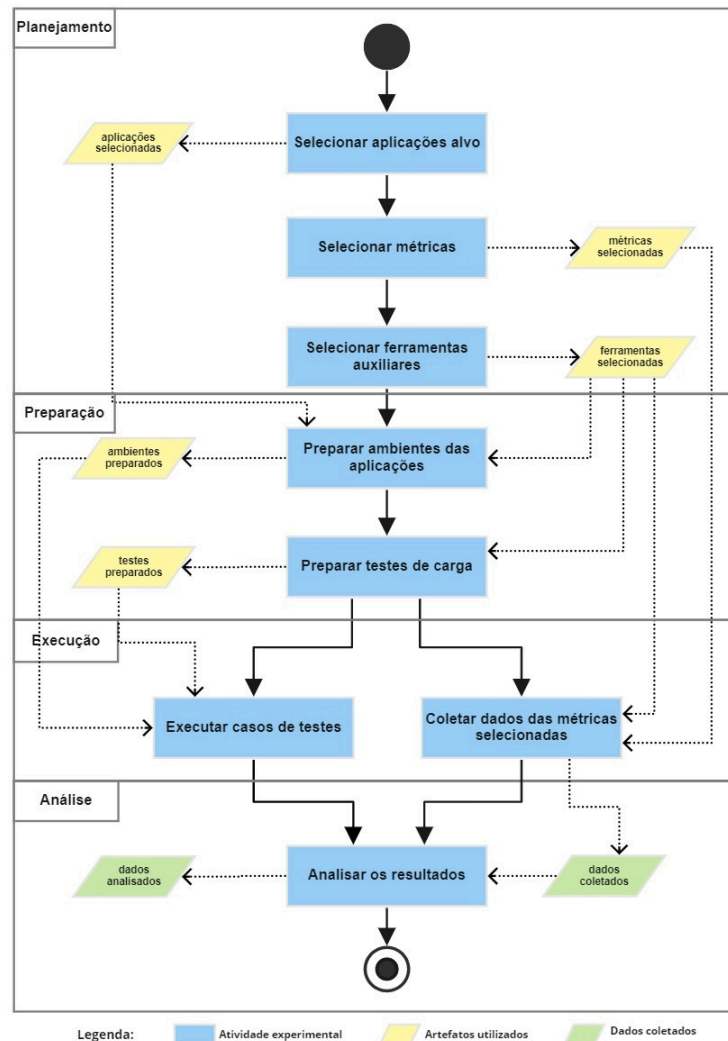 Planejamento
Selecionar aplicações alvo
aplicações
selecionadas
Selecionar métricas
métricas
selecionadas
Selecionar ferramentas
auxiliares
ferramentas
selecionadas
Preparação
Preparar ambientes das
aplicações
ambientes
preparados
Preparar testes de carga
testes
preparados
Execução
Executar casos de testes
Coletar dados das métricas
selecionadas
Análise
Analisar os resultados
dados
analisados
dados
coletados
Legenda:
Atividade experimental
Artefatos utilizados
Dados coletados